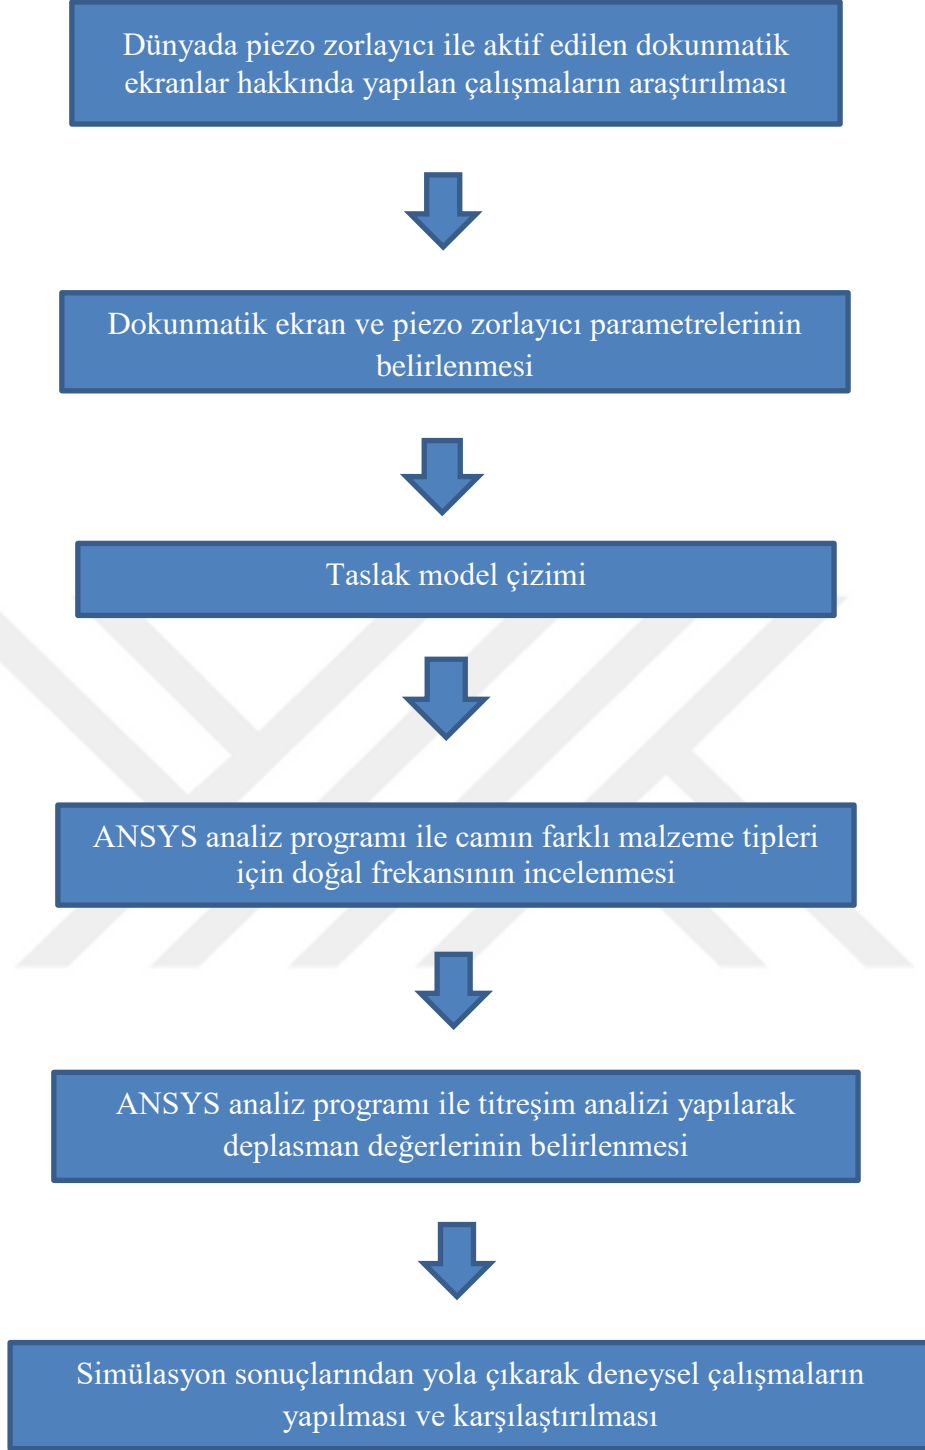 Dünyada piezo zorlayıcı ile aktif edilen dokunmatik
ekranlar hakkında yapılan çalışmaların araştırılması
Dokunmatik ekran ve piezo zorlayıcı parametrelerinin
belirlenmesi
Taslak model çizimi
ANSYS analiz programı ile camın farklı malzeme tipleri
için doğal frekansının incelenmesi
ANSYS analiz programı ile titreşim analizi yapılarak
deplasman değerlerinin belirlenmesi
Simülasyon sonuçlarından yola çıkarak deneysel çalışmaların
yapılması ve karşılaştırılması